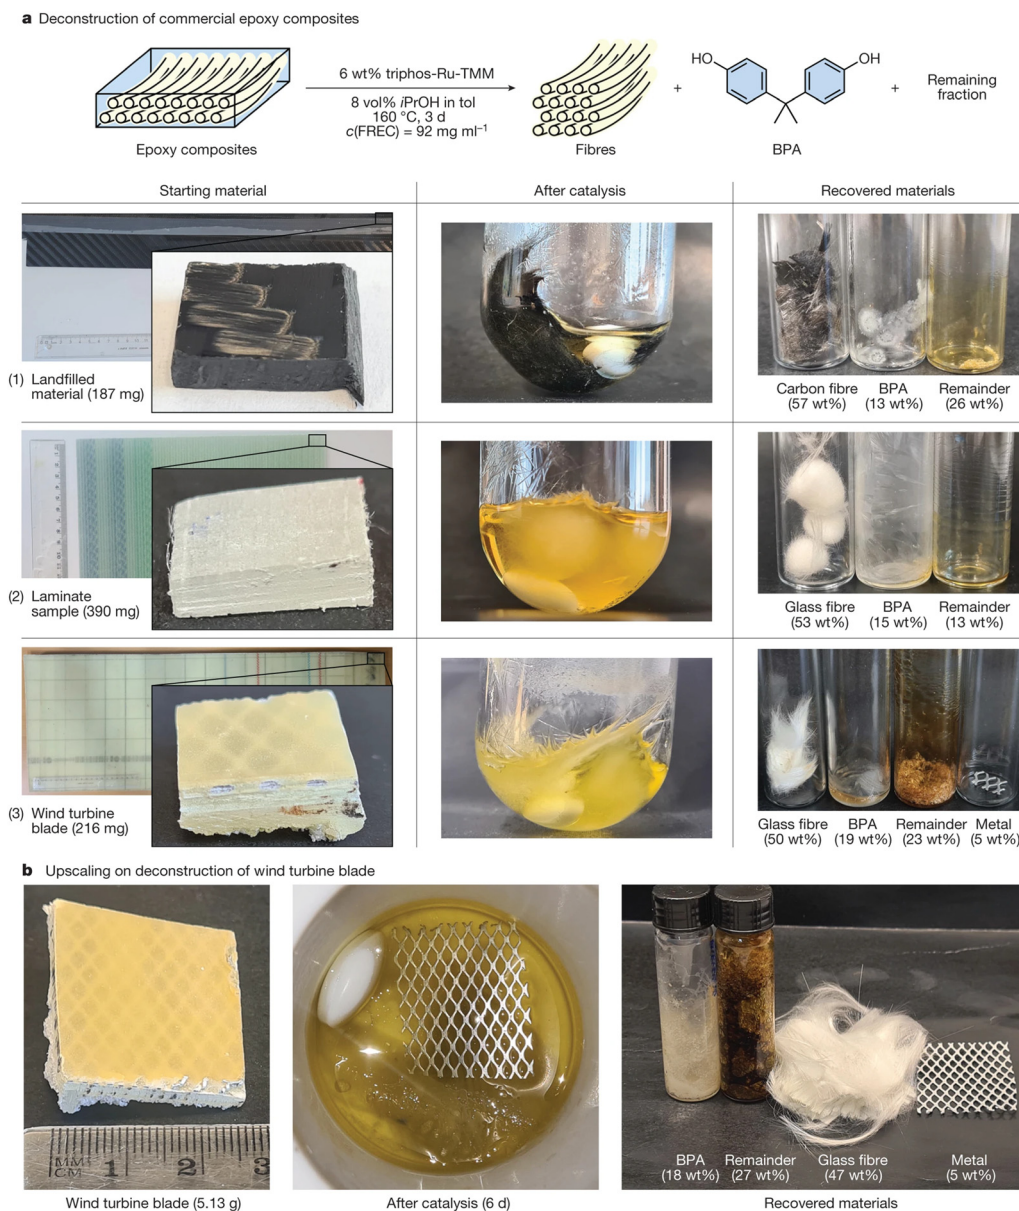 a Deconstruction of commercial epoxy composites
6 wt% triphos-Ru-TMM
8 vol% iPrOH in tol
160 °C, 3 d
c(FREC) = 92 mg ml⁻¹
Epoxy composites
+
Fibres
HO
OH
BPA
+
Remaining
fraction
Starting material
After catalysis
Recovered materials
(1) Landfilled
material (187 mg)
Carbon fibre
(57 wt%)
BPA
(13 wt%)
Remainder
(26 wt%)
(2) Laminate
sample (390 mg)
Glass fibre
(53 wt%)
BPA
(15 wt%)
Remainder
(13 wt%)
(3) Wind turbine
blade (216 mg)
Glass fibre
(50 wt%)
BPA
(19 wt%)
Remainder
(23 wt%)
Metal
(5 wt%)
b Upscaling on deconstruction of wind turbine blade
MM
CM
1 2 3
Wind turbine blade (5.13 g)
After catalysis (6 d)
BPA
(18 wt%)
Remainder
(27 wt%)
Glass fibre
(47 wt%)
Metal
(5 wt%)
Recovered materials